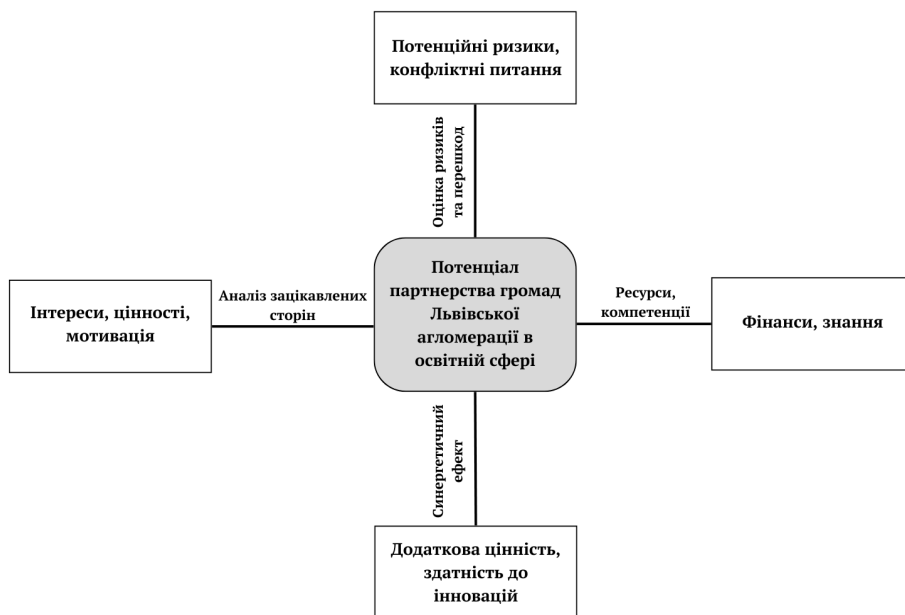 Потенційні ризики,
конфліктні питання
Оцінка ризиків
та перешкод
Інтереси, цінності,
мотивація
Аналіз зацікавлених
сторін
Потенціал
партнерства громад
Львівської
агломерації в
освітній сфері
Ресурси,
компетенції
Фінанси, знання
Синергетичний
ефект
Додаткова цінність,
здатність до
інновацій